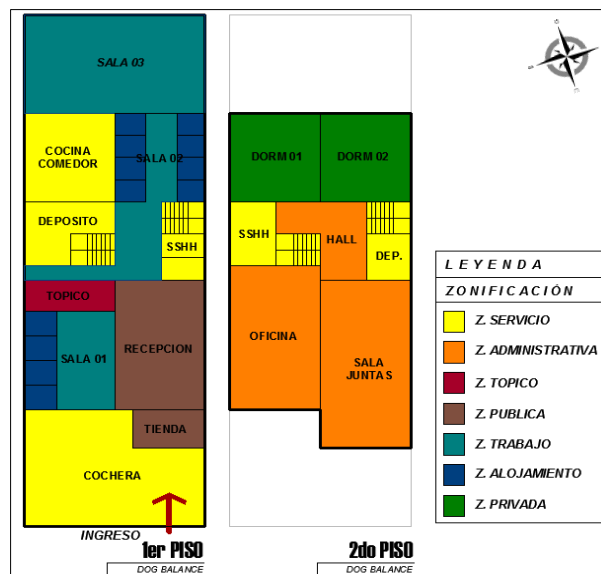 SALA 03
COCINA
COMEDOR
SALA 02
DEPOSITO
SSHH
TOPICO
SALA 01
RECEPCION
TIENDA
COCHERA
INGRESO
1er PISO
DOG BALANCE
DORM 01
DORM 02
SSHH
HALL
DEP.
OFICINA
SALA
JUNTAS
2do PISO
DOG BALANCE
LEYENDA
ZONIFICACIÓN
Z. SERVICIO
Z. ADMINISTRATIVA
Z. TOPICO
Z. PUBLICA
Z. TRABAJO
Z. ALOJAMIENTO
Z. PRIVADA